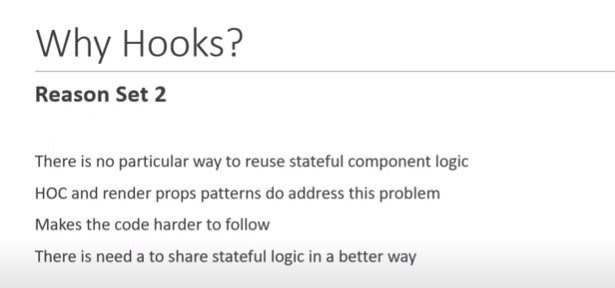 Why Hooks?
Reason Set 2
There is no particular way to reuse stateful component logic
HOC and render props patterns do address this problem
Makes the code harder to follow
There is need a to share stateful logic in a better way